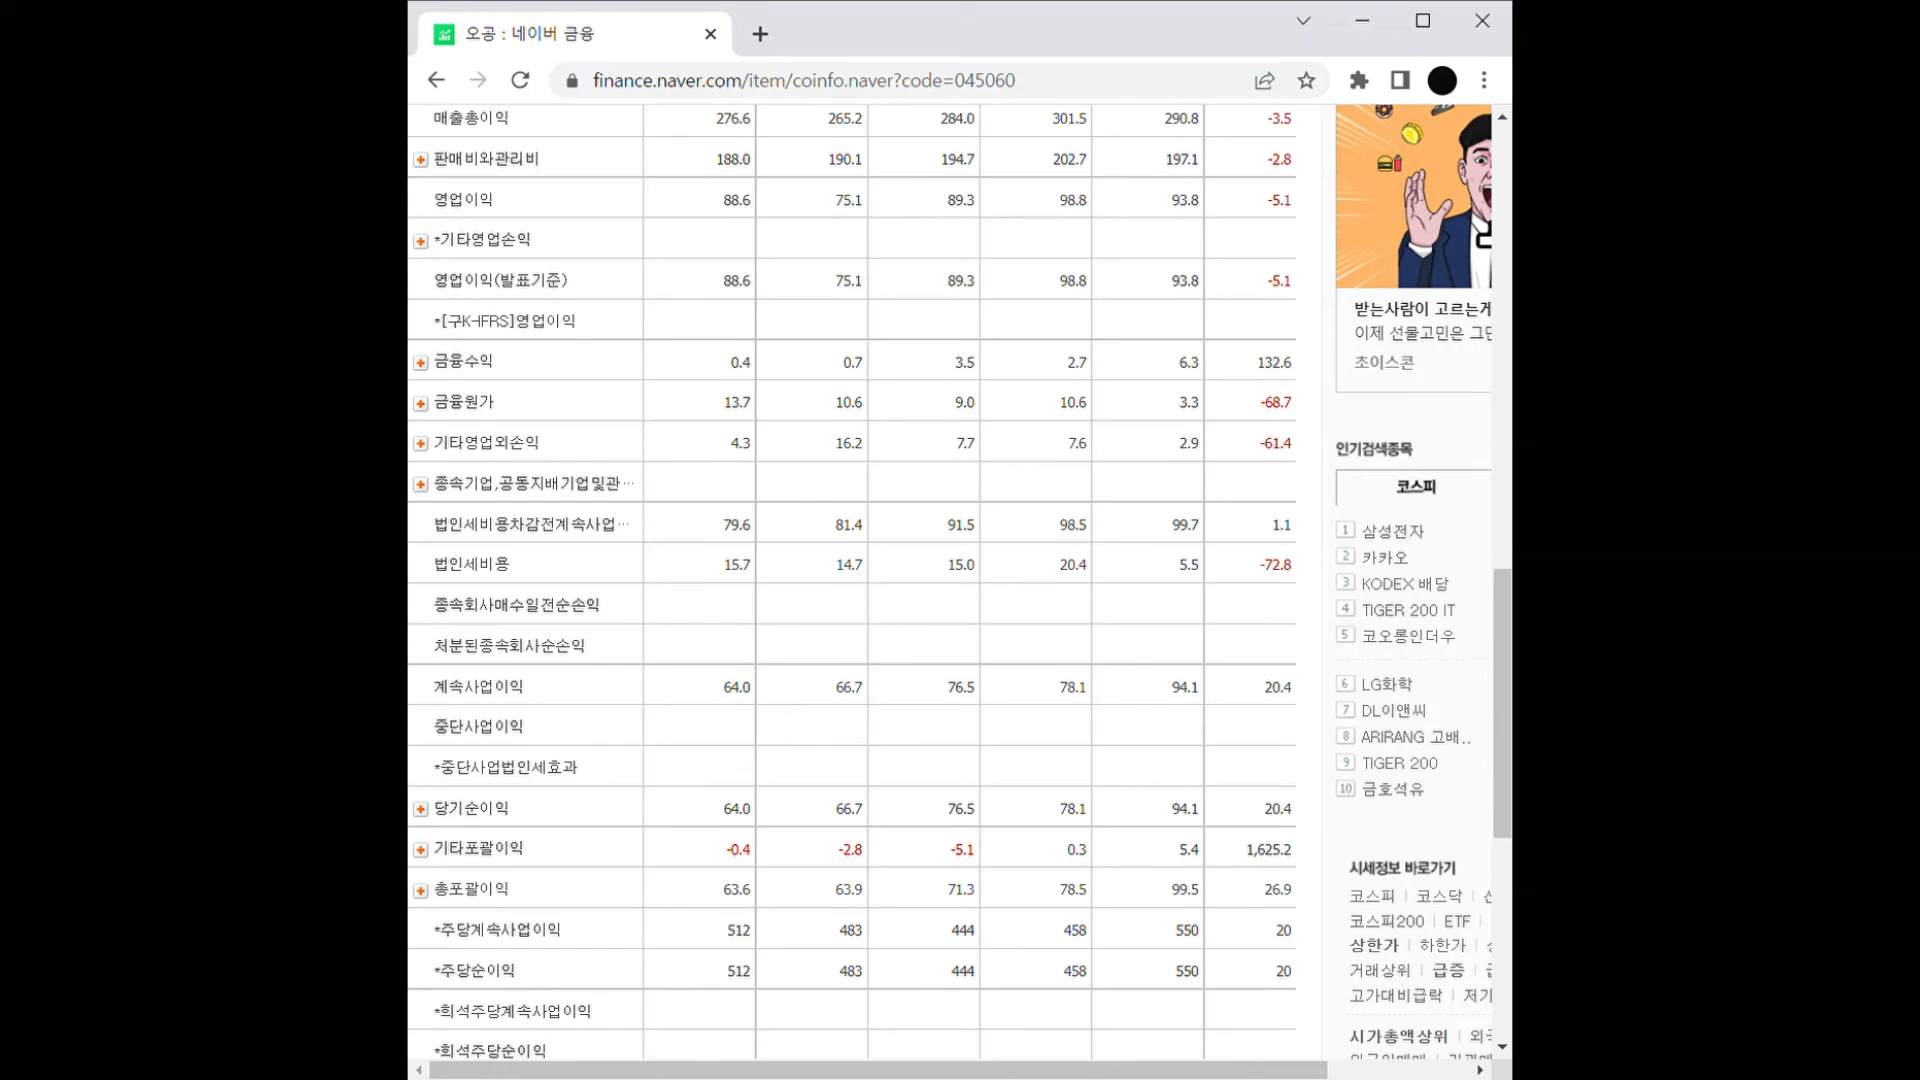 오공 : 네이버 금융
finance.naver.com/item/coinfo.naver?code=045060
매출총이익 276.6 265.2 284.0 301.5 290.8 -3.5
판매비와관리비 188.0 190.1 194.7 202.7 197.1 -2.8
영업이익 88.6 75.1 89.3 98.8 93.8 -5.1
*기타영업손익
영업이익(발표기준) 88.6 75.1 89.3 98.8 93.8 -5.1
*[구K-IFRS]영업이익
금융수익 0.4 0.7 3.5 2.7 6.3 132.6
금융원가 13.7 10.6 9.0 10.6 3.3 -68.7
기타영업외손익 4.3 16.2 7.7 7.6 2.9 -61.4
종속기업,공동지배기업및관…
법인세비용차감전계속사업… 79.6 81.4 91.5 98.5 99.7 1.1
법인세비용 15.7 14.7 15.0 20.4 5.5 -72.8
종속회사매수일전순손익
처분된종속회사순손익
계속사업이익 64.0 66.7 76.5 78.1 94.1 20.4
중단사업이익
*중단사업법인세효과
당기순이익 64.0 66.7 76.5 78.1 94.1 20.4
기타포괄이익 -0.4 -2.8 -5.1 0.3 5.4 1,625.2
총포괄이익 63.6 63.9 71.3 78.5 99.5 26.9
*주당계속사업이익 512 483 444 458 550 20
*주당순이익 512 483 444 458 550 20
*희석주당계속사업이익
*희석주당순이익
받는사람이 고르는게
이제 선물고민은 그만
초이스콘
인기검색종목
코스피
1 삼성전자
2 카카오
3 KODEX 배당
4 TIGER 200 IT
5 코오롱인더우
6 LG화학
7 DL이앤씨
8 ARIRANG 고배..
9 TIGER 200
10 금호석유
시세정보 바로가기
코스피 | 코스닥 |
코스피200 | ETF |
상한가 | 하한가 |
거래상위 | 급증 |
고가대비급락 | 저가
시가총액상위 |